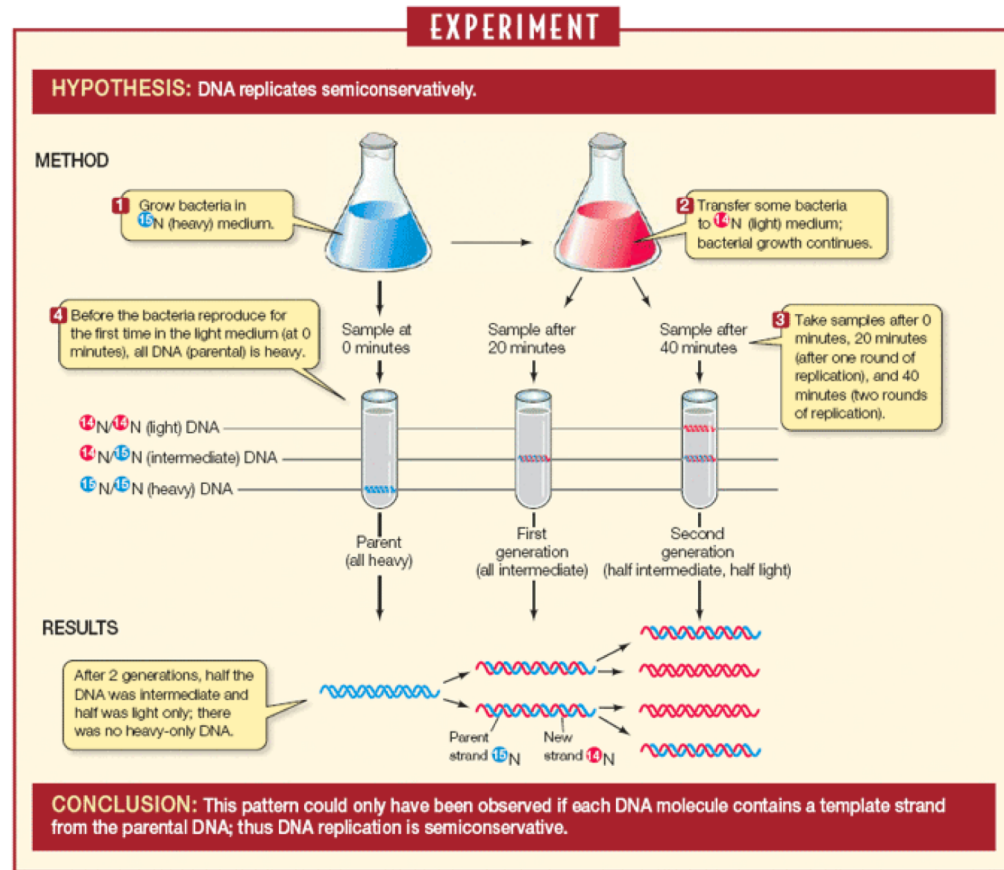 EXPERIMENT
HYPOTHESIS: DNA replicates semiconservatively.
METHOD
1 Grow bacteria in
15N (heavy) medium.
2 Transfer some bacteria
to 14N (light) medium;
bacterial growth continues.
4 Before the bacteria reproduce for
the first time in the light medium (at 0
minutes), all DNA (parental) is heavy.
Sample at
0 minutes
Sample after
20 minutes
Sample after
40 minutes
3 Take samples after 0
minutes, 20 minutes
(after one round of
replication), and 40
minutes (two rounds
of replication).
14N/14N (light) DNA
14N/15N (intermediate) DNA
15N/15N (heavy) DNA
Parent
(all heavy)
First
generation
(all intermediate)
Second
generation
(half intermediate, half light)
RESULTS
After 2 generations, half the
DNA was intermediate and
half was light only; there
was no heavy-only DNA.
Parent
strand 15N
New
strand 14N
CONCLUSION: This pattern could only have been observed if each DNA molecule contains a template strand
from the parental DNA; thus DNA replication is semiconservative.